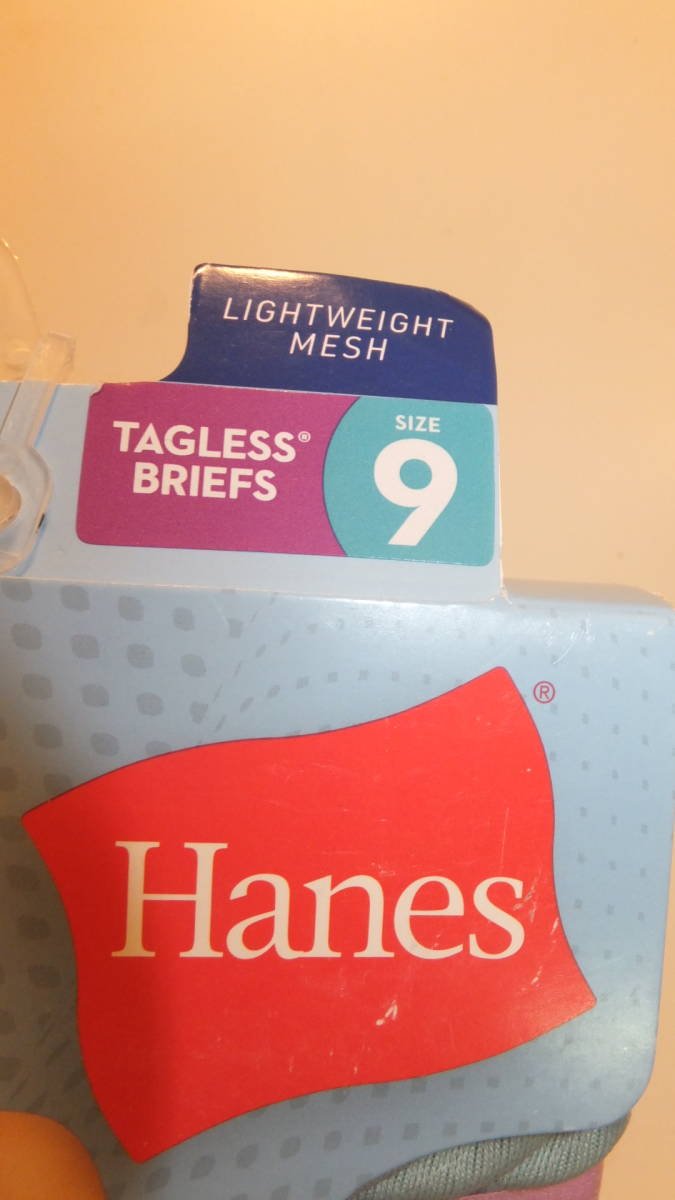 LIGHTWEIGHT
MESH
TAGLESS®
BRIEFS
SIZE
9
®
Hanes